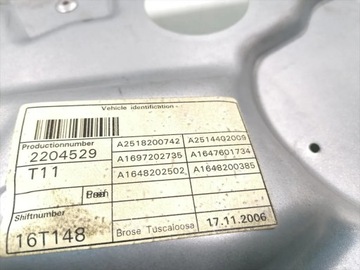 Vehicle identification -
Productionnumber
2204529
A2518200742
A2514402009
T11
A1697202735
A1647601734
A1648202502
A1648200385
Shiftnumber
16T148
Brose Tuscaloosa
17.11.2006